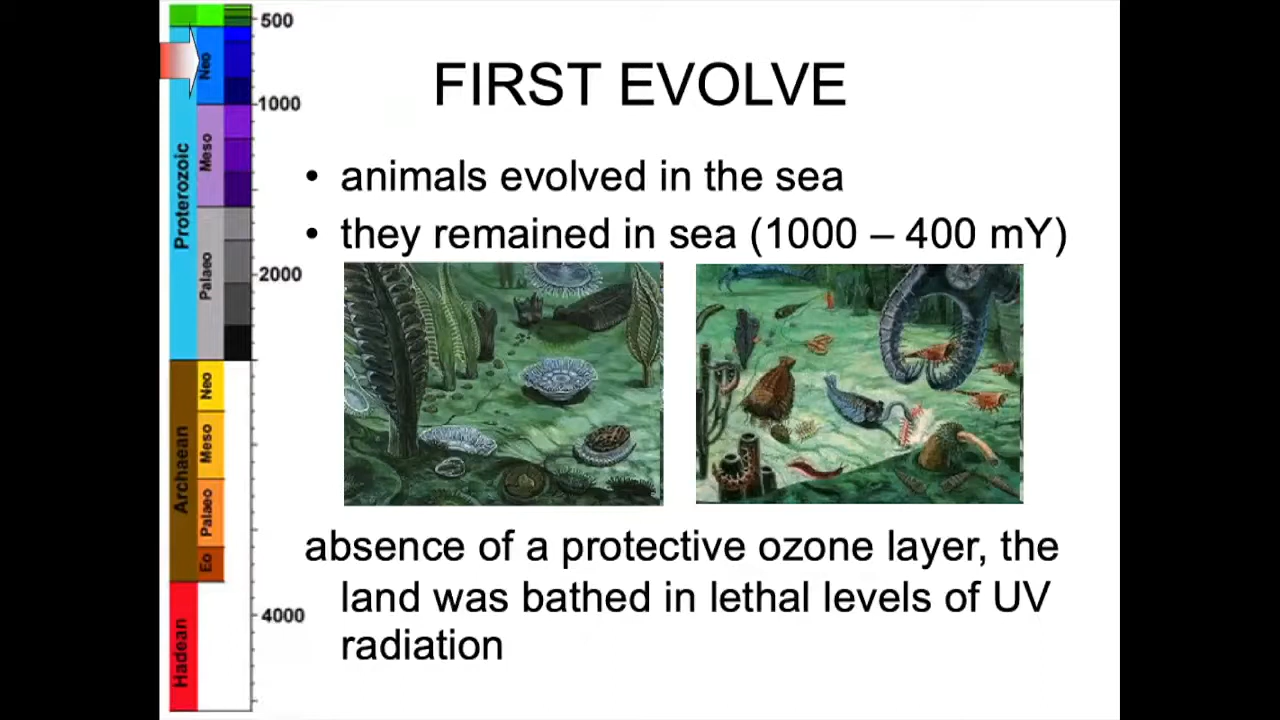 FIRST EVOLVE
• animals evolved in the sea
• they remained in sea (1000 – 400 mY)
absence of a protective ozone layer, the
land was bathed in lethal levels of UV
radiation
500
1000
2000
4000
Proterozoic
Neo
Meso
Palaeo
Archaean
Neo
Meso
Palaeo
Eo
Hadean